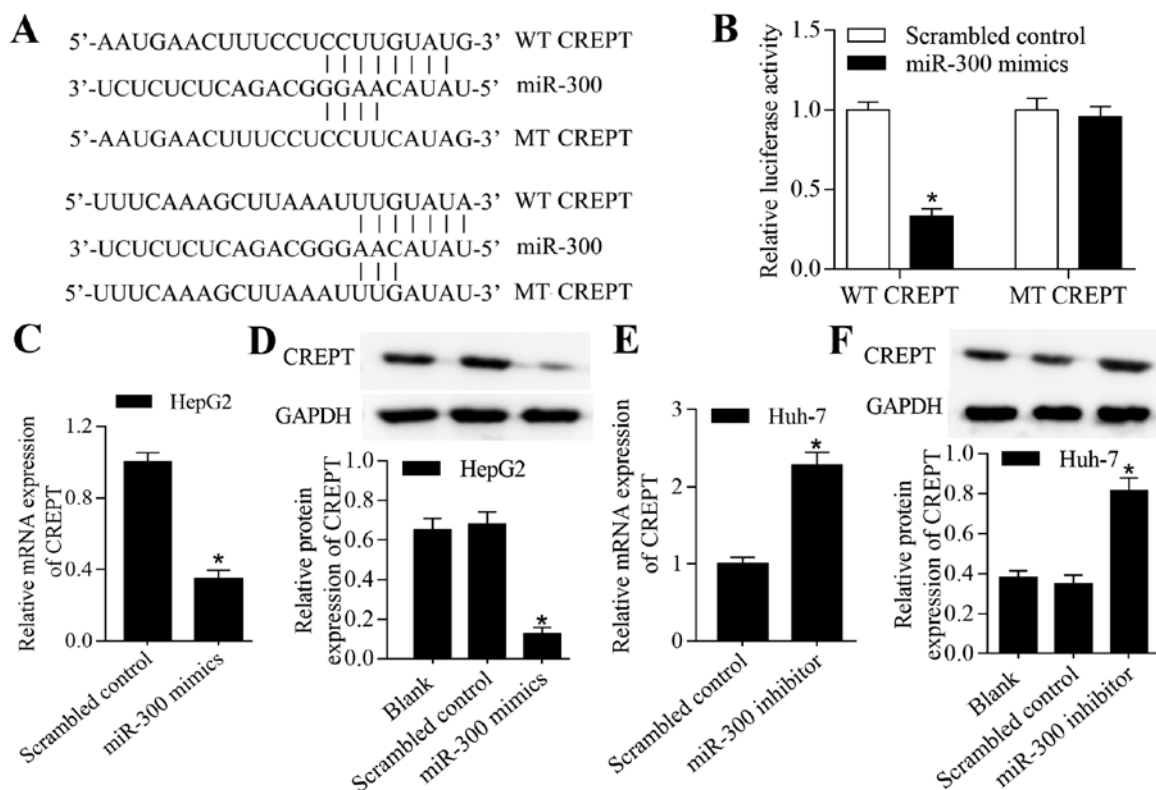 A
5’-AAUGAACUUUCCUCCUUGUAUG-3’ WT CREPT
3’-UCUCUCUCAGACGGGAACAUAU-5’ miR-300
5’-AAUGAACUUUCCUCCUUCAUAG-3’ MT CREPT
5’-UUUCAAAGCUUAAAUUUGUAUA-3’ WT CREPT
3’-UCUCUCUCAGACGGGAACAUAU-5’ miR-300
5’-UUUCAAAGCUUAAAUUUGAUAU-3’ MT CREPT
B
Relative luciferase activity
1.5
1.0
0.5
0.0
Scrambled control
miR-300 mimics
*
WT CREPT
MT CREPT
C
HepG2
Relative mRNA expression
of CREPT
1.2
0.8
0.4
0.0
*
Scrambled control
miR-300 mimics
D
CREPT
GAPDH
HepG2
Relative protein
expression of CREPT
1.0
0.8
0.6
0.4
0.2
0.0
*
Blank
Scrambled control
miR-300 mimics
E
Huh-7
Relative mRNA expression
of CREPT
3
2
1
0
*
Scrambled control
miR-300 inhibitor
F
CREPT
GAPDH
Huh-7
Relative protein
expression of CREPT
1.0
0.8
0.6
0.4
0.2
0.0
*
Blank
Scrambled control
miR-300 inhibitor